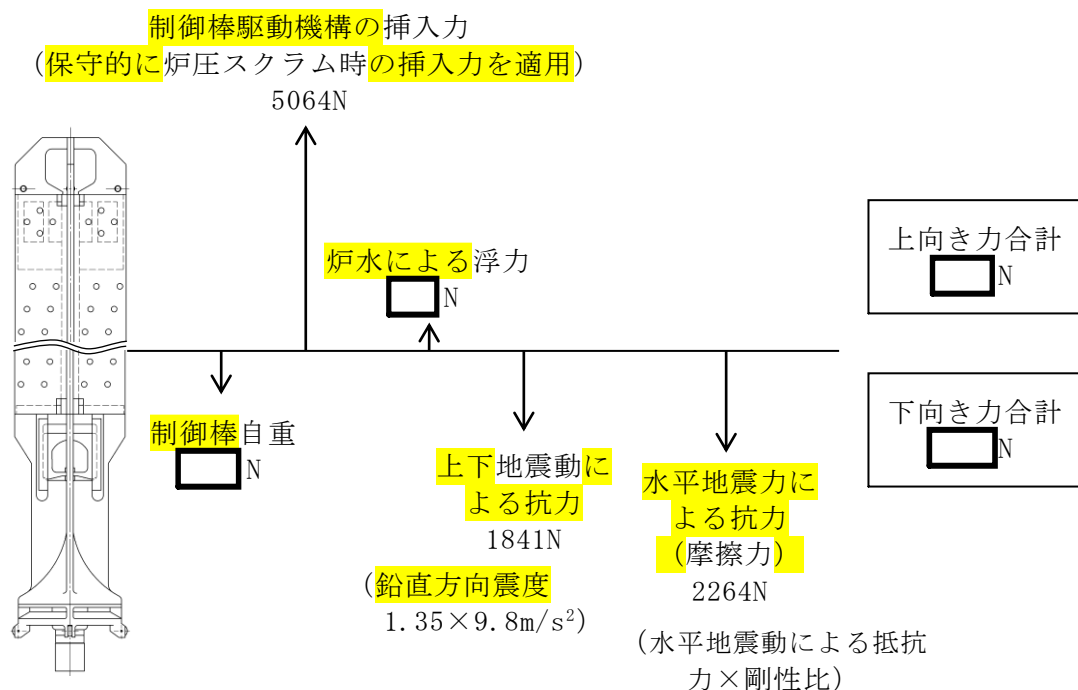 制御棒駆動機構の挿入力
（保守的に炉圧スクラム時の挿入力を適用）
5064N
炉水による浮力
N
上向き力合計
N
制御棒自重
N
上下地震動に
よる抗力
1841N
（鉛直方向震度
1.35×9.8m/s²）
水平地震力に
よる抗力
（摩擦力）
2264N
（水平地震動による抵抗
力×剛性比）
下向き力合計
N